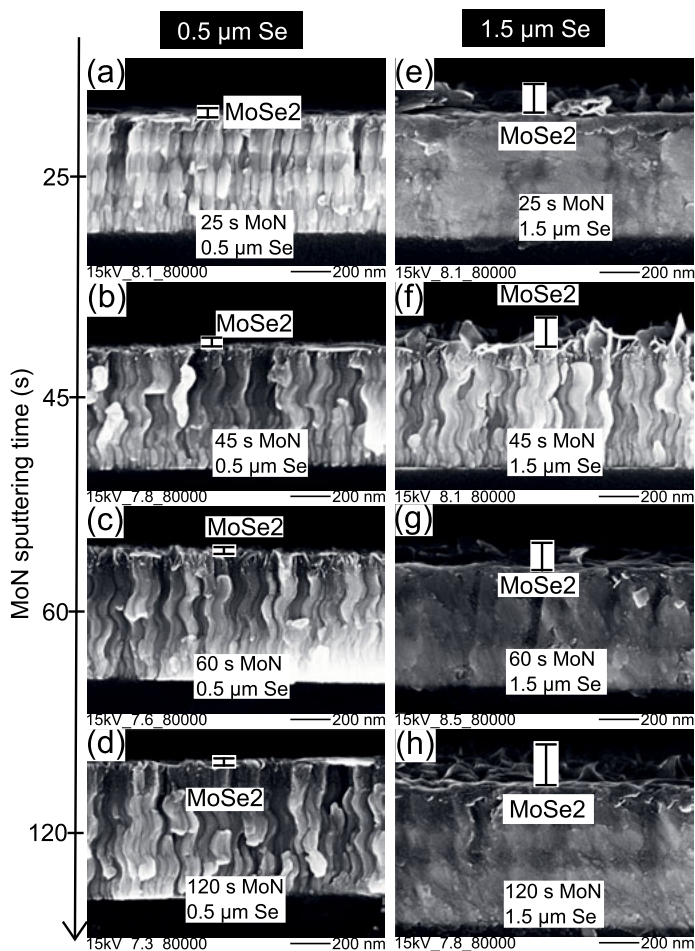 0.5 µm Se
1.5 µm Se
MoN sputtering time (s)
25
45
60
120
(a)
MoSe2
25 s MoN
0.5 µm Se
15kV_8.1_80000
200 nm
(e)
MoSe2
25 s MoN
1.5 µm Se
15kV_8.1_80000
200 nm
(b)
MoSe2
45 s MoN
0.5 µm Se
15kV_7.8_80000
200 nm
(f)
MoSe2
45 s MoN
1.5 µm Se
15kV_8.1_80000
200 nm
(c)
MoSe2
60 s MoN
0.5 µm Se
15kV_7.6_80000
200 nm
(g)
MoSe2
60 s MoN
1.5 µm Se
15kV_8.5_80000
200 nm
(d)
MoSe2
120 s MoN
0.5 µm Se
15kV_7.3_80000
200 nm
(h)
MoSe2
120 s MoN
1.5 µm Se
15kV_7.8_80000
200 nm